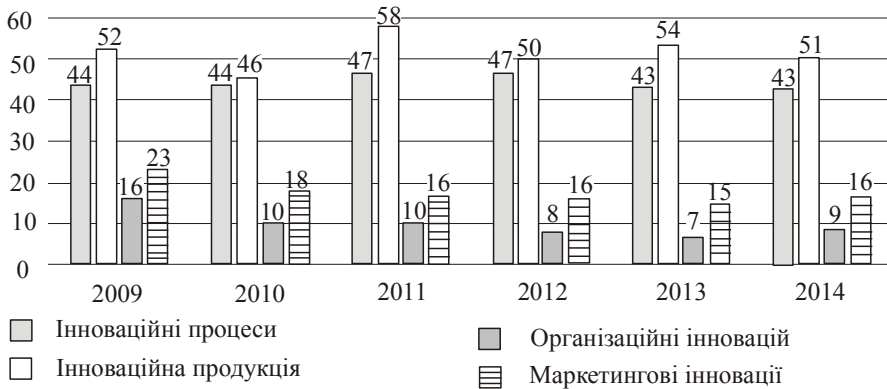 60
50
40
30
20
10
0
44 52 16 23
44 46 10 18
47 58 10 16
47 50 8 16
43 54 7 15
43 51 9 16
2009 2010 2011 2012 2013 2014
Інноваційні процеси
Інноваційна продукція
Організаційні інновацій
Маркетингові інновації